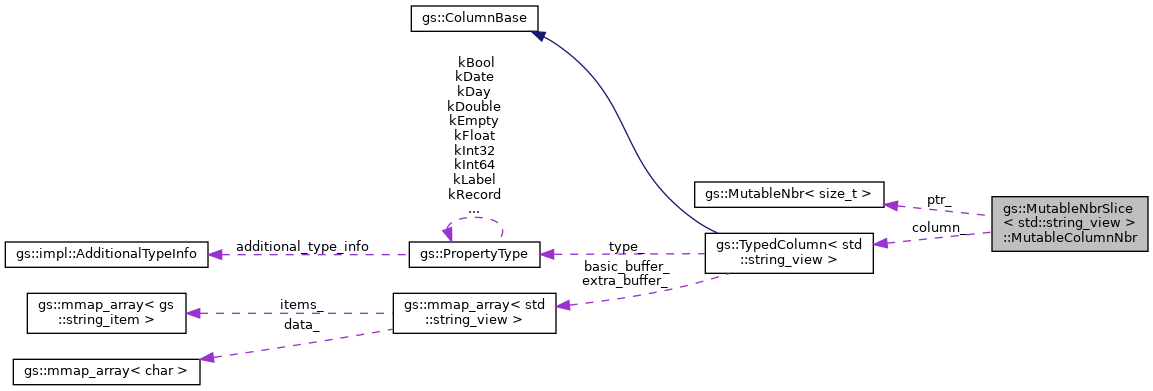 gs::ColumnBase
kBool
kDate
kDay
kDouble
kEmpty
kFloat
kInt32
kInt64
kLabel
kRecord
...
gs::MutableNbr< size_t >
ptr_
gs::MutableNbrSlice
< std::string_view >
::MutableColumnNbr
column_
gs::TypedColumn< std
::string_view >
type_
gs::PropertyType
additional_type_info
gs::impl::AdditionalTypeInfo
basic_buffer_
extra_buffer_
gs::mmap_array< std
::string_view >
items_
gs::mmap_array< gs
::string_item >
data_
gs::mmap_array< char >